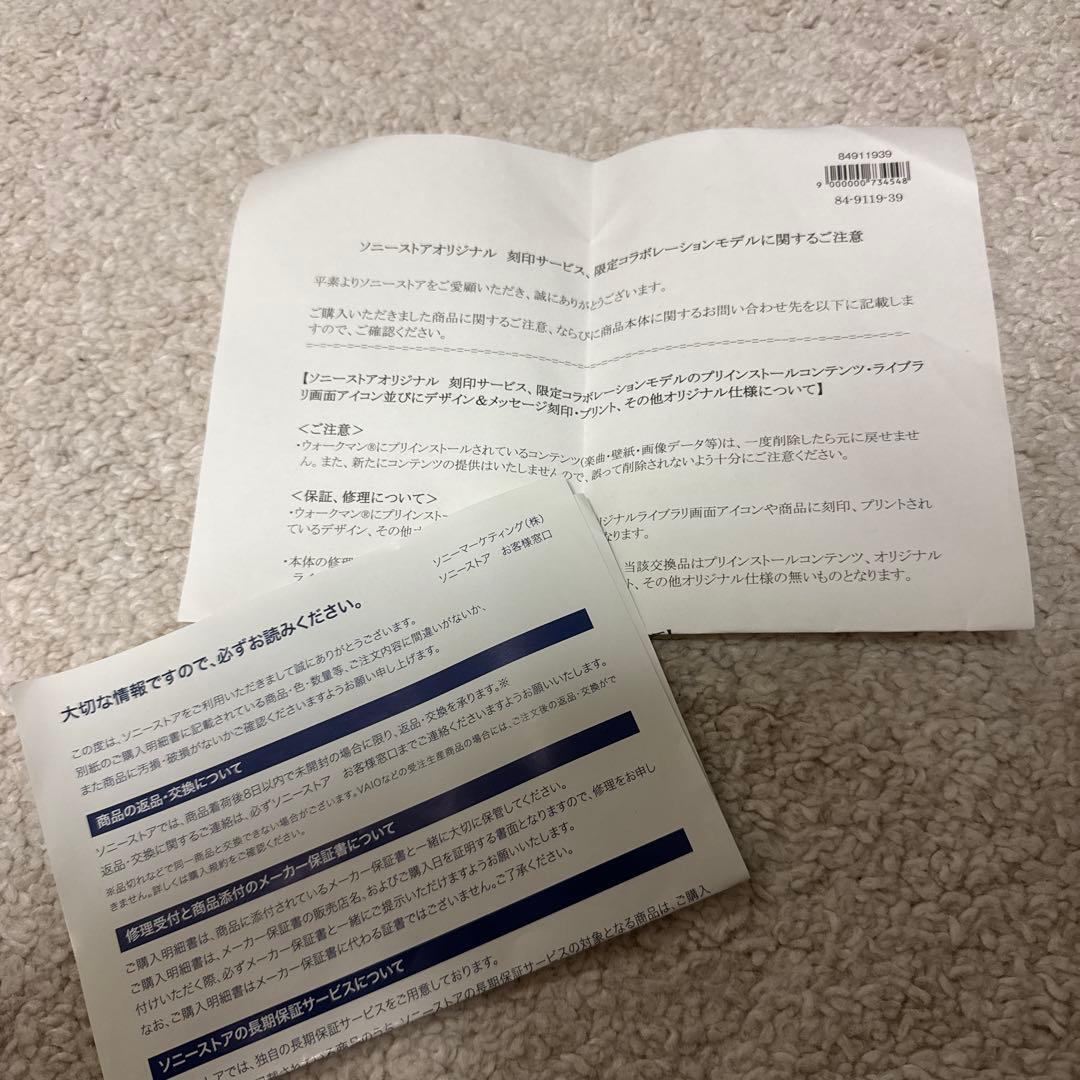 84911939
9 000000 734548
84-9119-39
ソニーストアオリジナル 刻印サービス、限定コラボレーションモデルに関するご注意
平素よりソニーストアをご愛顧いただき、誠にありがとうございます。
ご購入いただきました商品に関するご注意、ならびに商品本体に関するお問い合わせ先を以下に記載しま
すので、ご確認ください。
【ソニーストアオリジナル 刻印サービス、限定コラボレーションモデルのプリインストールコンテンツ・ライブラ
リ画面アイコン並びにデザイン＆メッセージ刻印・プリント、その他オリジナル仕様について】
＜ご注意＞
・ウォークマン®にプリインストールされているコンテンツ(楽曲・壁紙・画像データ等)は、一度削除したら元に戻せませ
ん。また、新たにコンテンツの提供はいたしませんので、誤って削除されないよう十分にご注意ください。
＜保証、修理について＞
・ウォークマン®にプリインスト リジナルライブラリ画面アイコンや商品に刻印、プリントされ
ているデザイン、その他 なります。
・本体の修理 当該交換品はプリインストールコンテンツ、オリジナル
ラ ト、その他オリジナル仕様の無いものとなります。
ソニーマーケティング（株）
ソニーストア お客様窓口
大切な情報ですので、必ずお読みください。
この度は、ソニーストアをご利用いただきまして誠にありがとうございます。
別紙のご購入明細書に記載されている商品・色・数量等、ご注文内容に間違いがないか、
また商品に汚損・破損がないかご確認くださいますようお願い申し上げます。
商品の返品・交換について
ソニーストアでは、商品着荷後8日以内で未開封の場合に限り、返品・交換を承ります。※
返品・交換に関するご連絡は、必ずソニーストア お客様窓口までご連絡くださいますようお願いいたします。
※品切れなどで同一商品と交換できない場合がございます。VAIOなどの受注生産商品の場合には、ご注文後の返品・交換がで
きません。詳しくは購入規約をご確認ください。
修理受付と商品添付のメーカー保証書について
ご購入明細書は、商品に添付されているメーカー保証書と一緒に大切に保管してください。
ご購入明細書は、メーカー保証書の販売店名、およびご購入日を証明する書面となりますので、修理をお申し
付けいただく際、必ずメーカー保証書と一緒にご提示いただけますようお願いいたします。
なお、ご購入明細書はメーカー保証書に代わる証書ではございません。ご了承ください。
ソニーストアの長期保証サービスについて
ストアでは、独自の長期保証サービスをご用意しております。
商品のうち、ソニーストアの長期保証サービスの対象となる商品は、ご購入